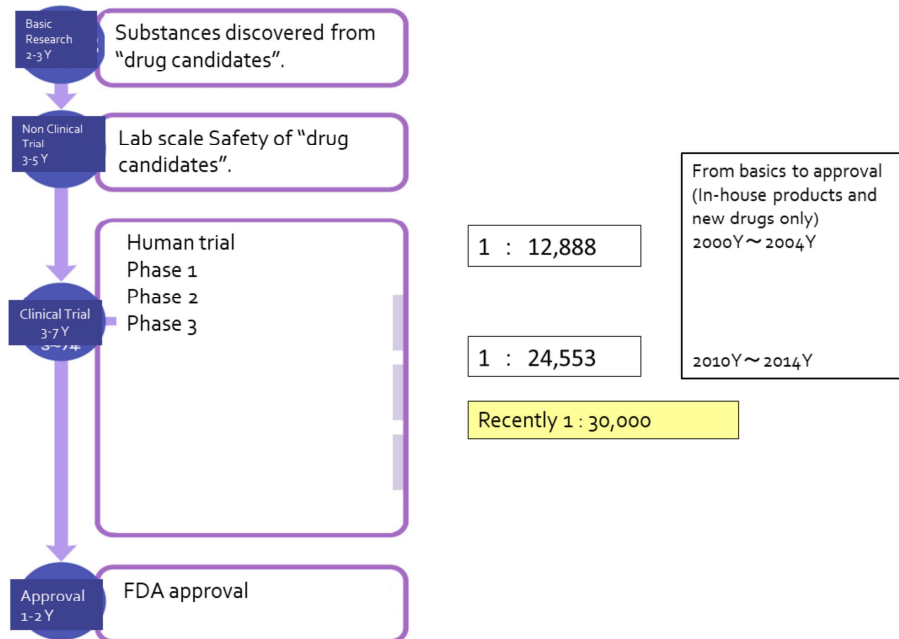 Basic
Research
2-3 Y
Substances discovered from
“drug candidates”.
Non Clinical
Trial
3-5 Y
Lab scale Safety of “drug
candidates”.
Human trial
Phase 1
Phase 2
Phase 3
Clinical Trial
3-7 Y
1 : 12,888
1 : 24,553
Recently 1 : 30,000
From basics to approval
(In-house products and
new drugs only)
2000Y～2004Y
2010Y～2014Y
Approval
1-2 Y
FDA approval